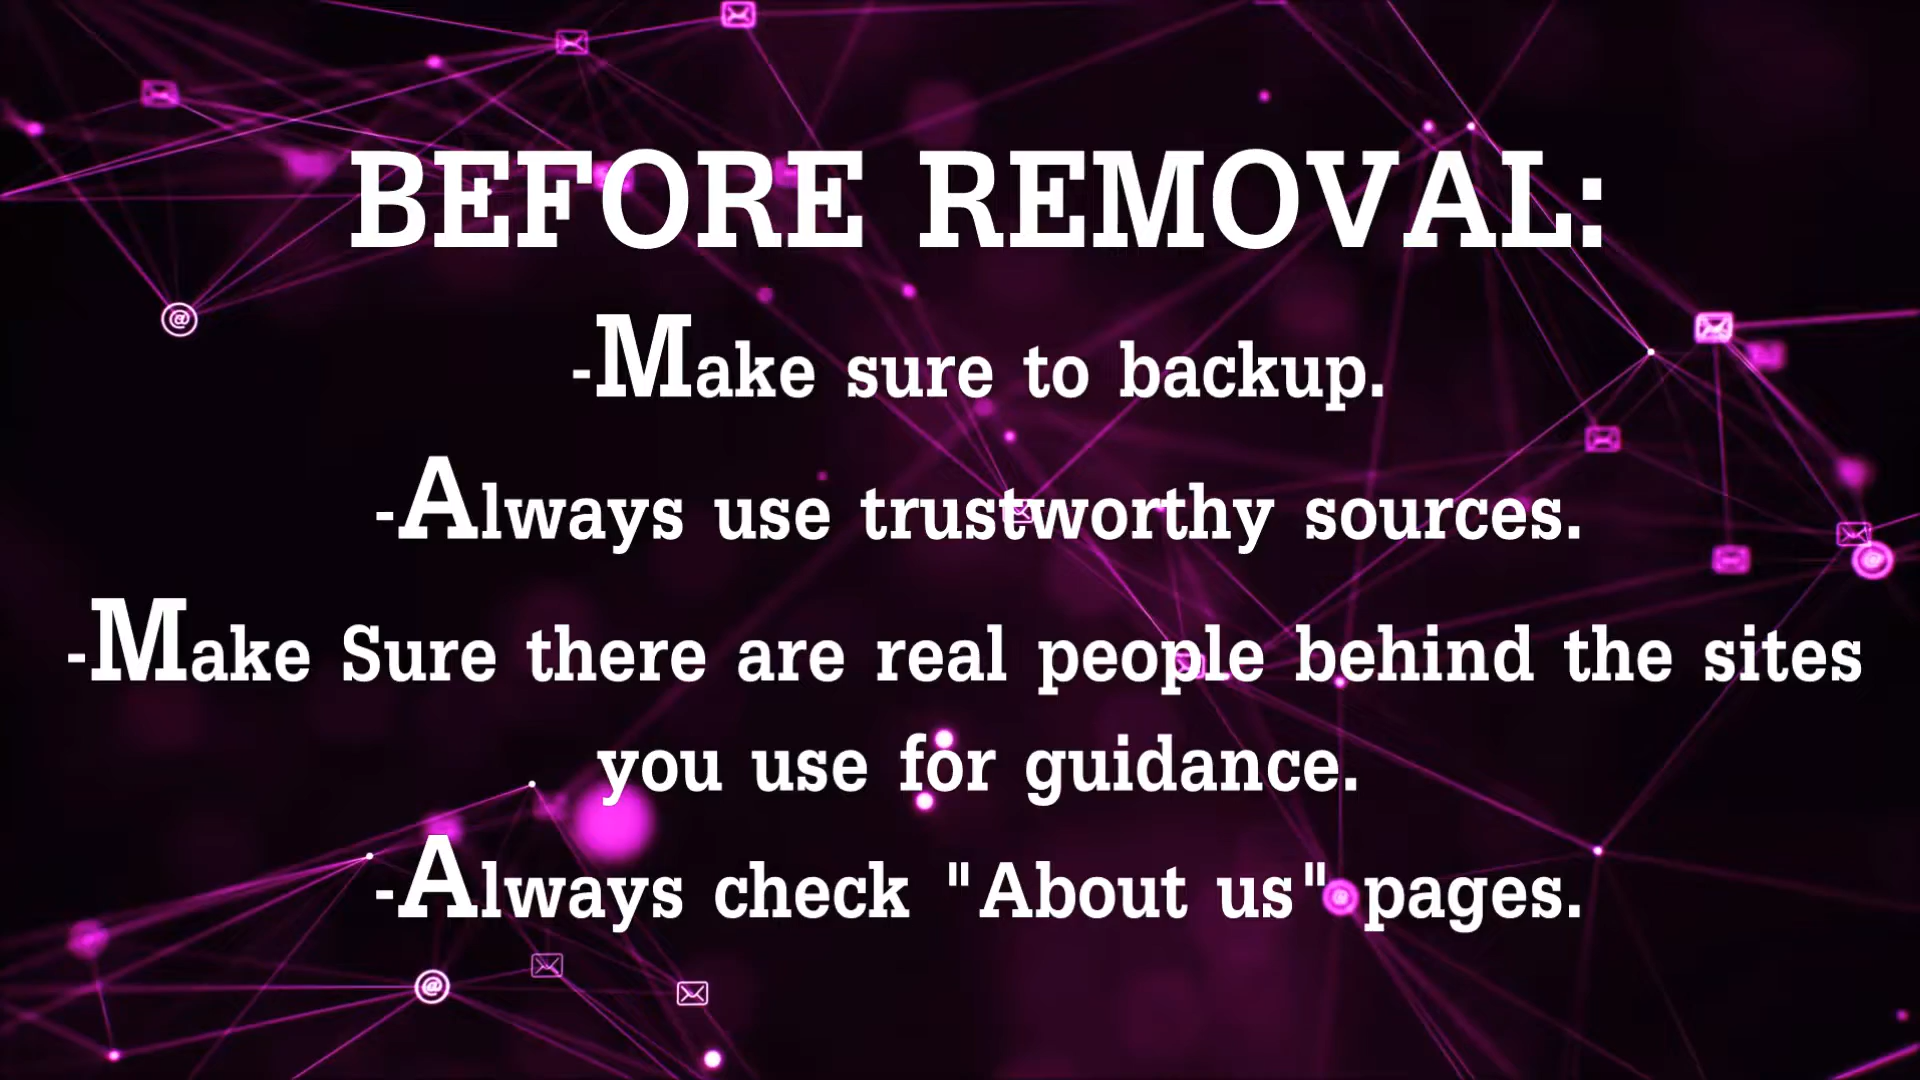 BEFORE REMOVAL:
-Make sure to backup.
-Always use trustworthy sources.
-Make Sure there are real people behind the sites
you use for guidance.
-Always check "About us" pages.